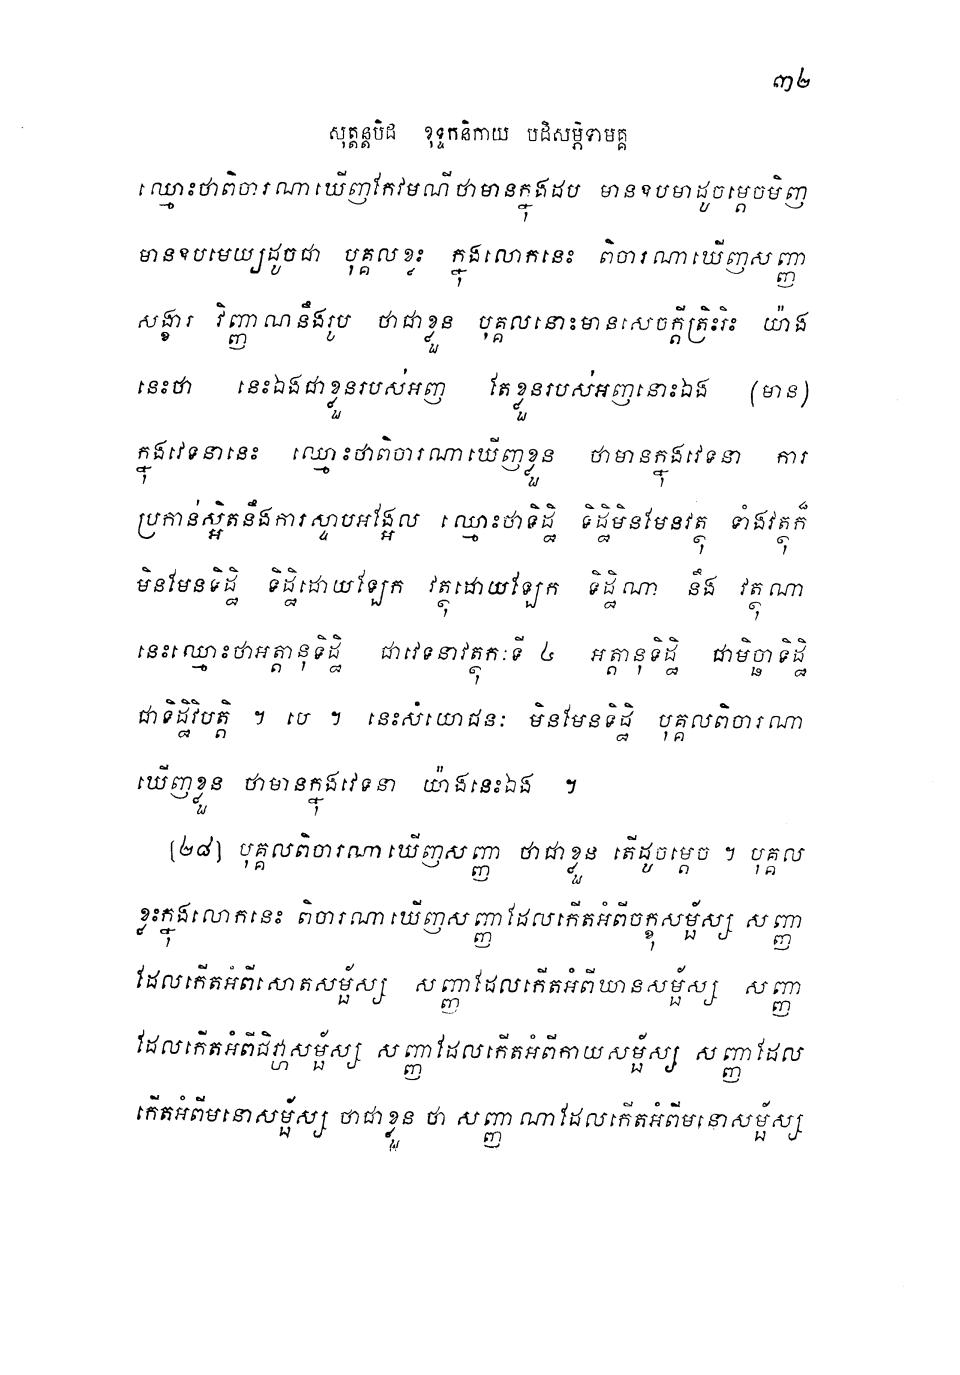 ៣២
សុត្តន្តបិដក ខុទ្ទកនិកាយ បដិសម្ភិទាមគ្គ
ឈ្មោះថាពិចារណាឃើញកែវមណីថាមានក្នុងដប មានឧបមាដូចម្តេចមិញ
មានឧបមេយ្យដូចជា បុគ្គលខ្លះ ក្នុងលោកនេះ ពិចារណាឃើញសញ្ញា
សង្ខារ វិញ្ញាណនឹងរូប ថាជាខ្លួន បុគ្គលនោះមានសេចក្តីត្រិះរិះ យ៉ាង
នេះថា នេះឯងជាខ្លួនរបស់អញ តែខ្លួនរបស់អញនោះឯង (មាន)
ក្នុងវេទនានេះ ឈ្មោះថាពិចារណាឃើញខ្លួន ថាមានក្នុងវេទនា ការ
ប្រកាន់ស្អិតនឹងការស្ទាបអង្អែល ឈ្មោះថាទិដ្ឋិ ទិដ្ឋិមិនមែនវត្ថុ ទាំងវត្ថុក៏
មិនមែនទិដ្ឋិ ទិដ្ឋិដោយឡែក វត្ថុដោយឡែក ទិដ្ឋិណា នឹង វត្ថុណា
នេះឈ្មោះថាអត្តានុទិដ្ឋិ ជាវេទនាវត្ថុកៈទី ៤ អត្តានុទិដ្ឋិ ជាមិច្ឆាទិដ្ឋិ
ជាទិដ្ឋិវិបត្តិ ។ បេ ។ នេះសំយោជនៈ មិនមែនទិដ្ឋិ បុគ្គលពិចារណា
ឃើញខ្លួន ថាមានក្នុងវេទនា យ៉ាងនេះឯង ។
[២៨] បុគ្គលពិចារណាឃើញសញ្ញា ថាជាខ្លួន តើដូចម្តេច ។ បុគ្គល
ខ្លះក្នុងលោកនេះ ពិចារណាឃើញសញ្ញាដែលកើតអំពីចក្ខុសម្ផ័ស្ស សញ្ញា
ដែលកើតអំពីសោតសម្ផ័ស្ស សញ្ញាដែលកើតអំពីឃានសម្ផ័ស្ស សញ្ញា
ដែលកើតអំពីជិវ្ហាសម្ផ័ស្ស សញ្ញាដែលកើតអំពីកាយសម្ផ័ស្ស សញ្ញាដែល
កើតអំពីមនោសម្ផ័ស្ស ថាជាខ្លួន ថា សញ្ញាណាដែលកើតអំពីមនោសម្ផ័ស្ស